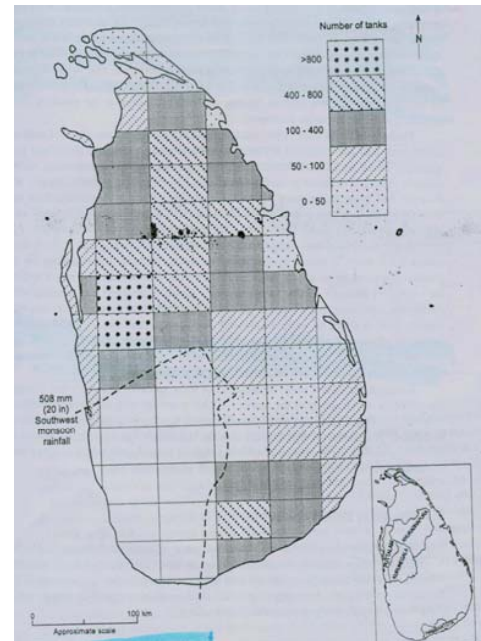 Number of tanks
N
>800
400 - 800
100 - 400
50 - 100
0 - 50
508 mm
(20 in)
Southwest
monsoon
rainfall
0
100 km
Approximate scale